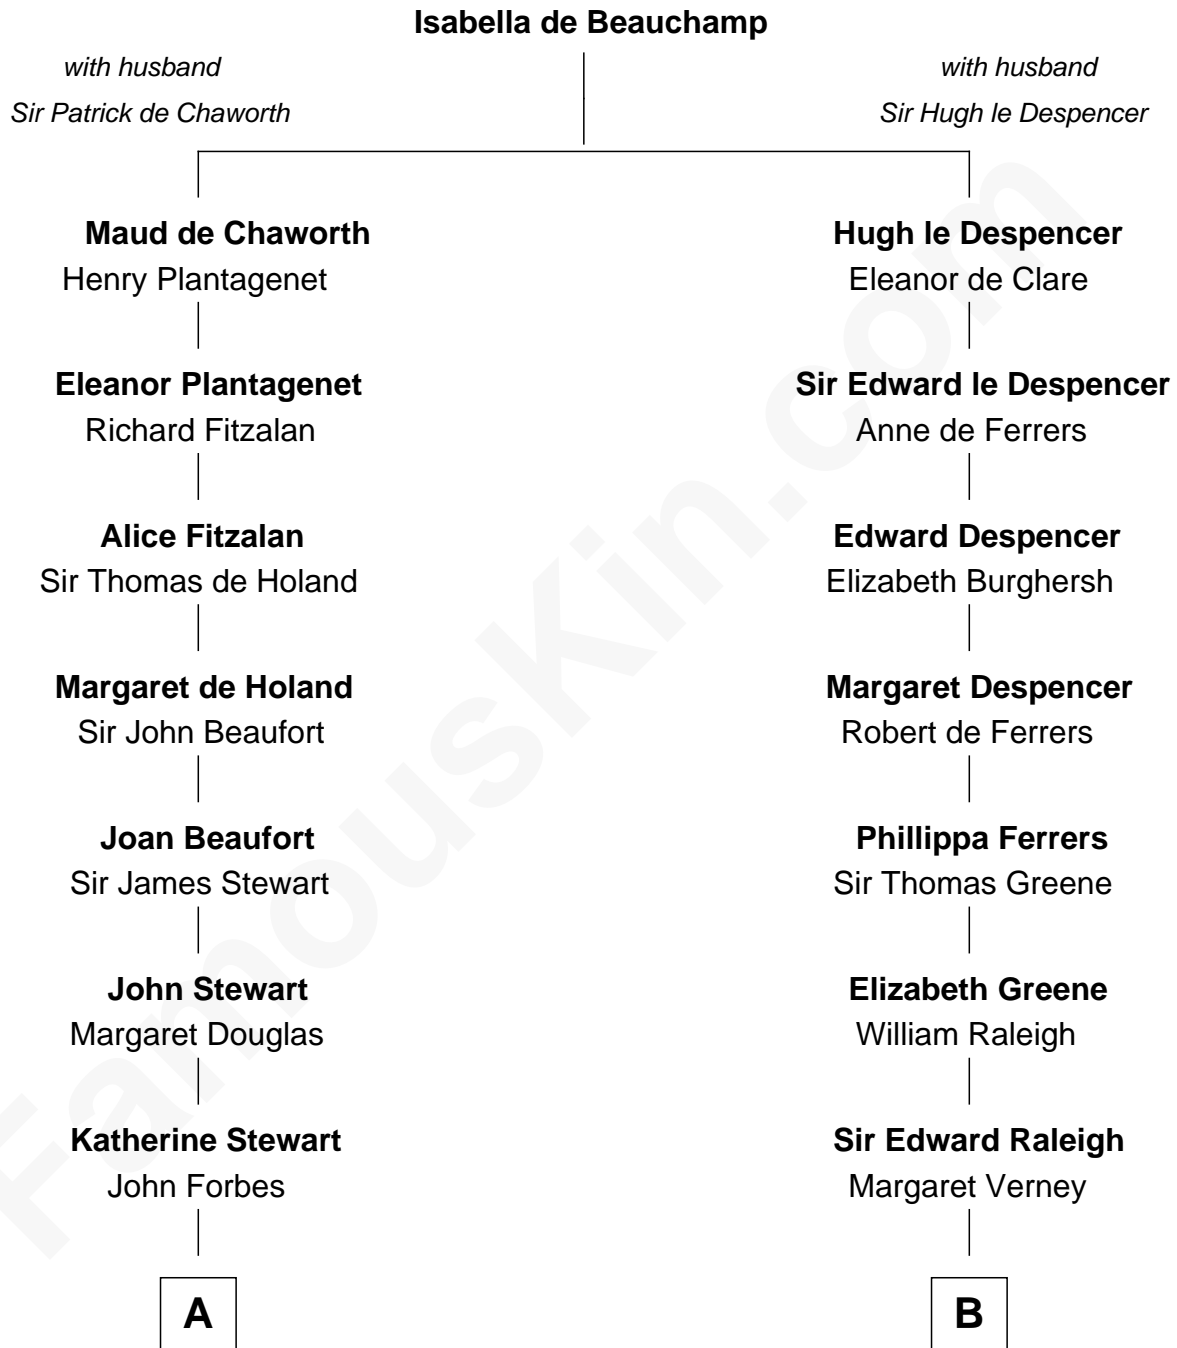 Isabella de Beauchamp
with husband
Sir Patrick de Chaworth
with husband
Sir Hugh le Despencer
Maud de Chaworth
Henry Plantagenet
Hugh le Despencer
Eleanor de Clare
Eleanor Plantagenet
Richard Fitzalan
Sir Edward le Despencer
Anne de Ferrers
Alice Fitzalan
Sir Thomas de Holand
Edward Despencer
Elizabeth Burghersh
Margaret de Holand
Sir John Beaufort
Margaret Despencer
Robert de Ferrers
Joan Beaufort
Sir James Stewart
Phillippa Ferrers
Sir Thomas Greene
John Stewart
Margaret Douglas
Elizabeth Greene
William Raleigh
Katherine Stewart
John Forbes
Sir Edward Raleigh
Margaret Verney
A
B
FamousKin.com